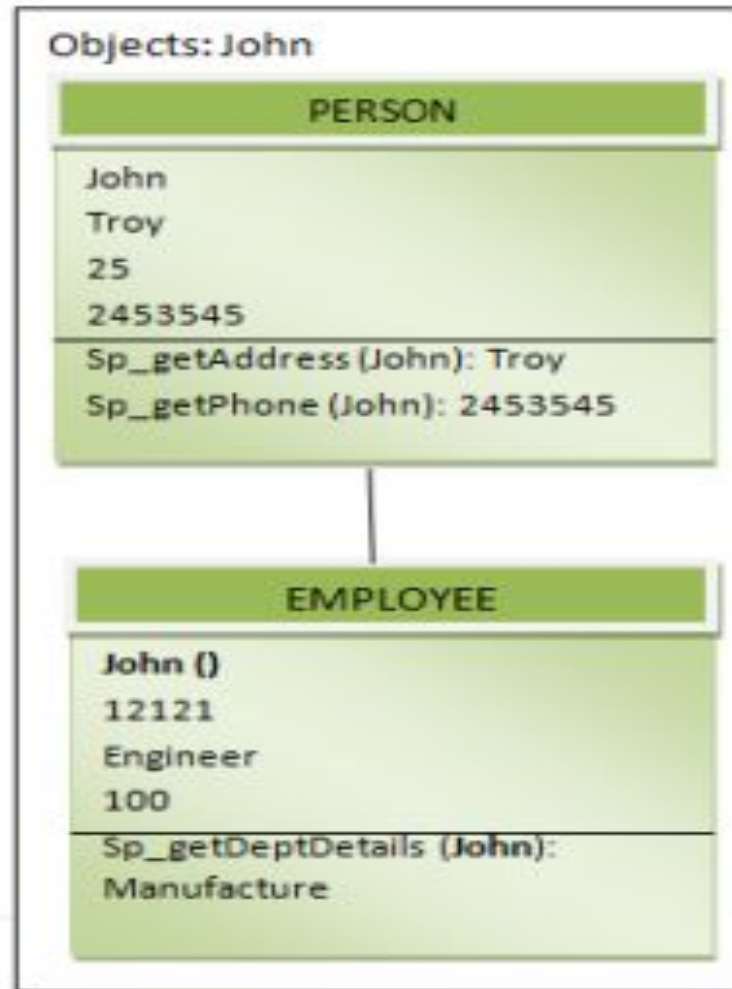 Objects: John
PERSON
John
Troy
25
2453545
Sp_getAddress (John): Troy
Sp_getPhone (John): 2453545
EMPLOYEE
John ()
12121
Engineer
100
Sp_getDeptDetails (John):
Manufacture